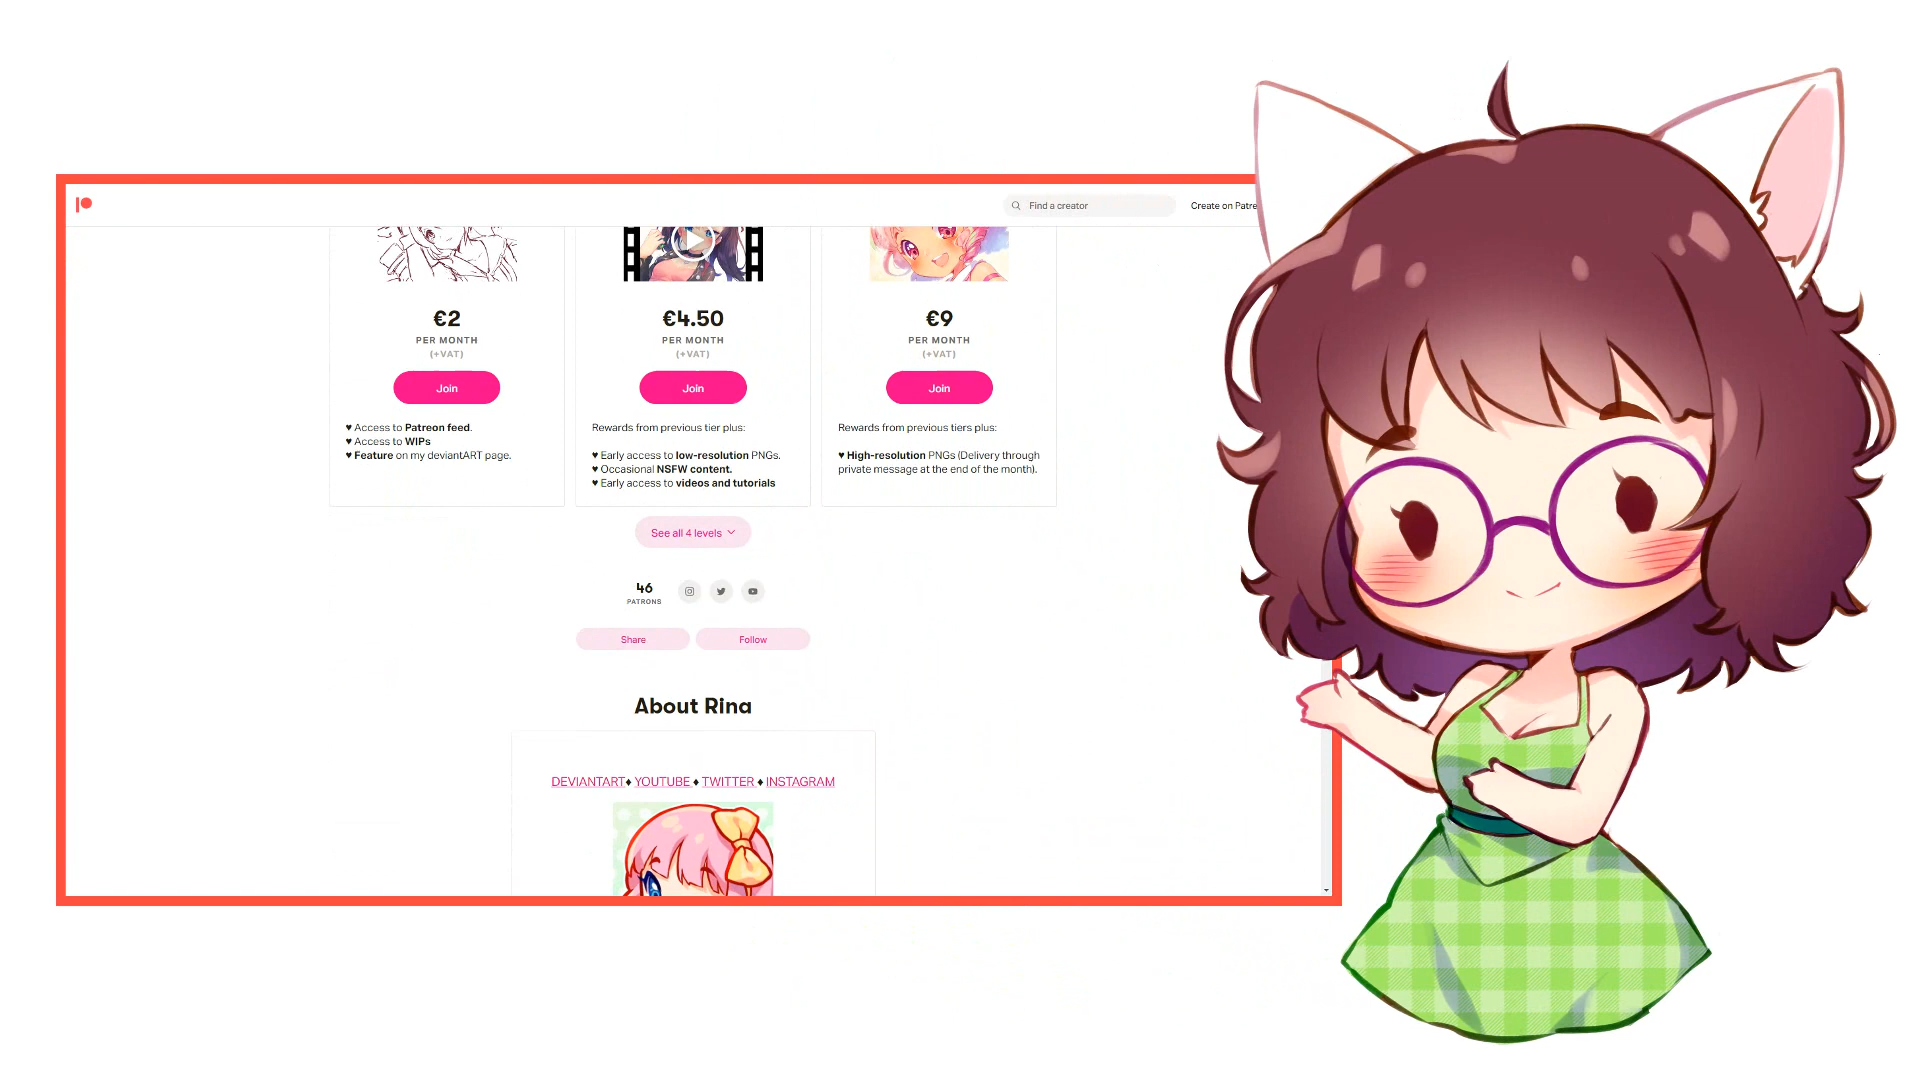 Find a creator
Create on Patre
€2
PER MONTH
(+VAT)
Join
♥ Access to Patreon feed.
♥ Access to WIPs
♥ Feature on my deviantART page.
€4.50
PER MONTH
(+VAT)
Join
Rewards from previous tier plus:
♥ Early access to low-resolution PNGs.
♥ Occasional NSFW content.
♥ Early access to videos and tutorials
€9
PER MONTH
(+VAT)
Join
Rewards from previous tiers plus:
♥ High-resolution PNGs (Delivery through
private message at the end of the month).
See all 4 levels
46
PATRONS
Share
Follow
About Rina
DEVIANTART♦ YOUTUBE ♦ TWITTER ♦ INSTAGRAM